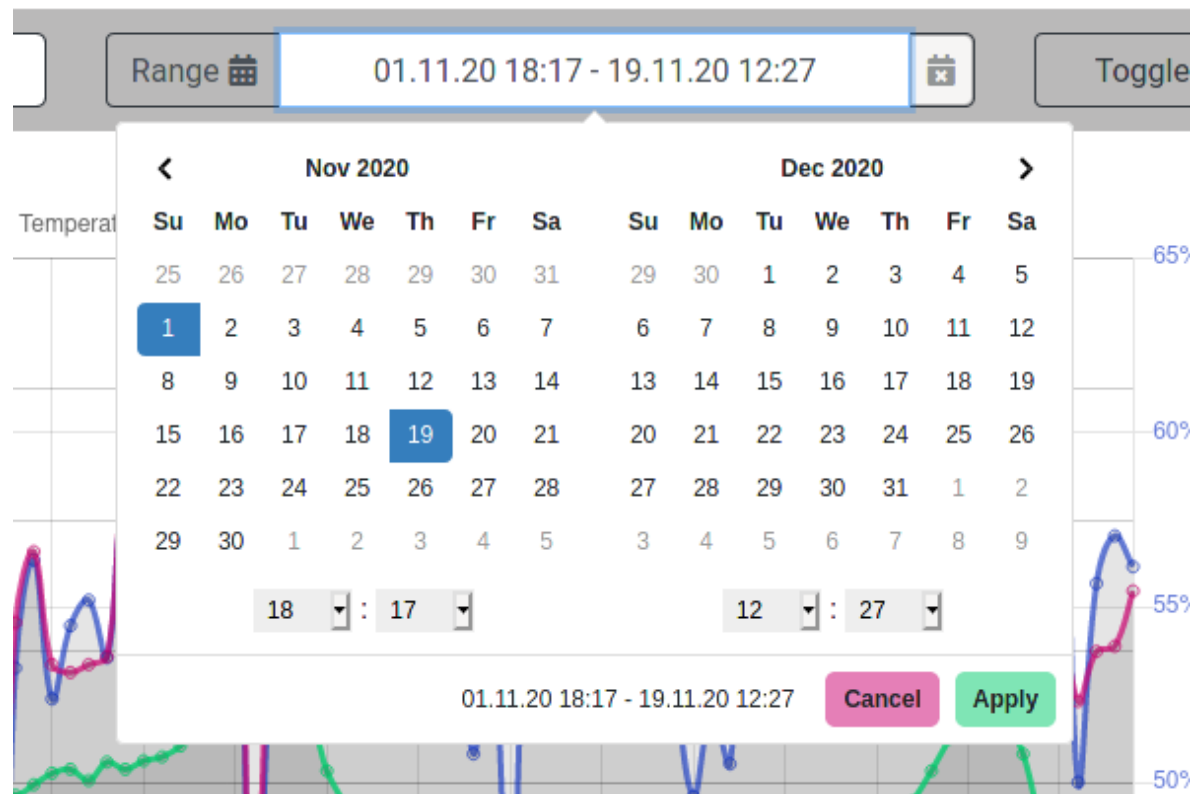 Range 01.11.20 18:17 - 19.11.20 12:27 Toggle
Nov 2020 Dec 2020
Temperat
Su Mo Tu We Th Fr Sa Su Mo Tu We Th Fr Sa
65%
25 26 27 28 29 30 31 29 30 1 2 3 4 5
1 2 3 4 5 6 7 6 7 8 9 10 11 12
8 9 10 11 12 13 14 13 14 15 16 17 18 19
15 16 17 18 19 20 21 20 21 22 23 24 25 26
60%
22 23 24 25 26 27 28 27 28 29 30 31 1 2
29 30 1 2 3 4 5 3 4 5 6 7 8 9
18 : 17 12 : 27
55%
01.11.20 18:17 - 19.11.20 12:27 Cancel Apply
50%